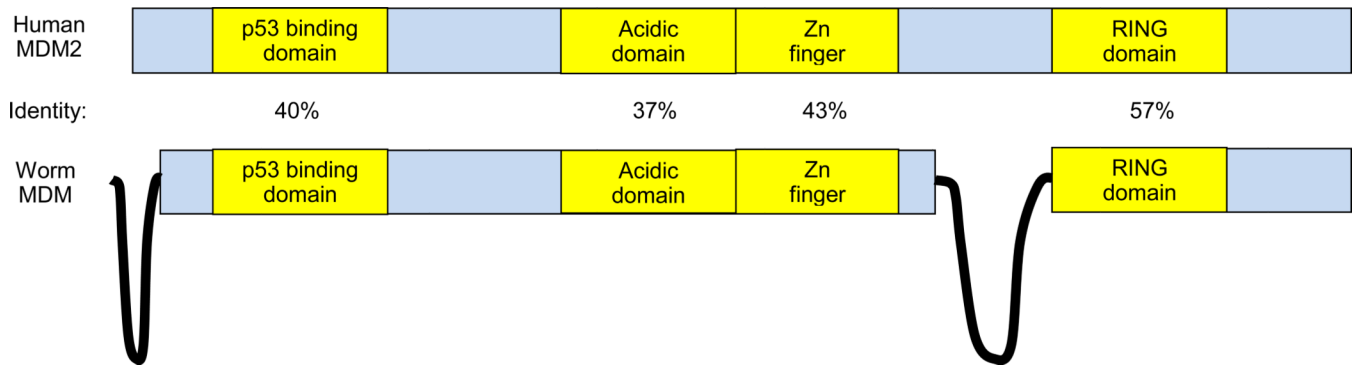 Human
MDM2
p53 binding
domain
Acidic
domain
Zn
finger
RING
domain
Identity:
40%
37%
43%
57%
Worm
MDM
p53 binding
domain
Acidic
domain
Zn
finger
RING
domain